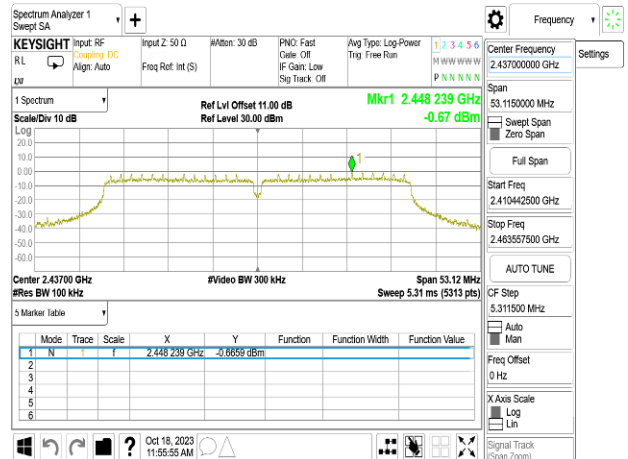 Spectrum Analyzer 1
Swept SA
+
Frequency
KEYSIGHT
RL
Input: RF
Coupling: DC
Align: Auto
Input Z: 50 Ω
Freq Ref: Int (S)
#Atten: 30 dB
PNO: Fast
Gate: Off
IF Gain: Low
Sig Track: Off
Avg Type: Log-Power
Trig: Free Run
1 2 3 4 5 6
M W W W W W
P N N N N N
1 Spectrum
Scale/Div 10 dB
Ref Lvl Offset 11.00 dB
Ref Level 30.00 dBm
Mkr1 2.448 239 GHz
-0.67 dBm
Log
20.0
10.0
0.00
-10.0
-20.0
-30.0
-40.0
-50.0
-60.0
1
Center 2.43700 GHz
#Res BW 100 kHz
#Video BW 300 kHz
Span 53.12 MHz
Sweep 5.31 ms (5313 pts)
5 Marker Table
Mode Trace Scale X Y Function Function Width Function Value
1 N 1 f 2.448 239 GHz -0.6659 dBm
2
3
4
5
6
?
Oct 18, 2023
11:55:55 AM
Center Frequency
2.437000000 GHz
Span
53.1150000 MHz
Swept Span
Zero Span
Full Span
Start Freq
2.410442500 GHz
Stop Freq
2.463557500 GHz
AUTO TUNE
CF Step
5.311500 MHz
Auto
Man
Freq Offset
0 Hz
X Axis Scale
Log
Lin
Signal Track
(Span Zoom)
Settings